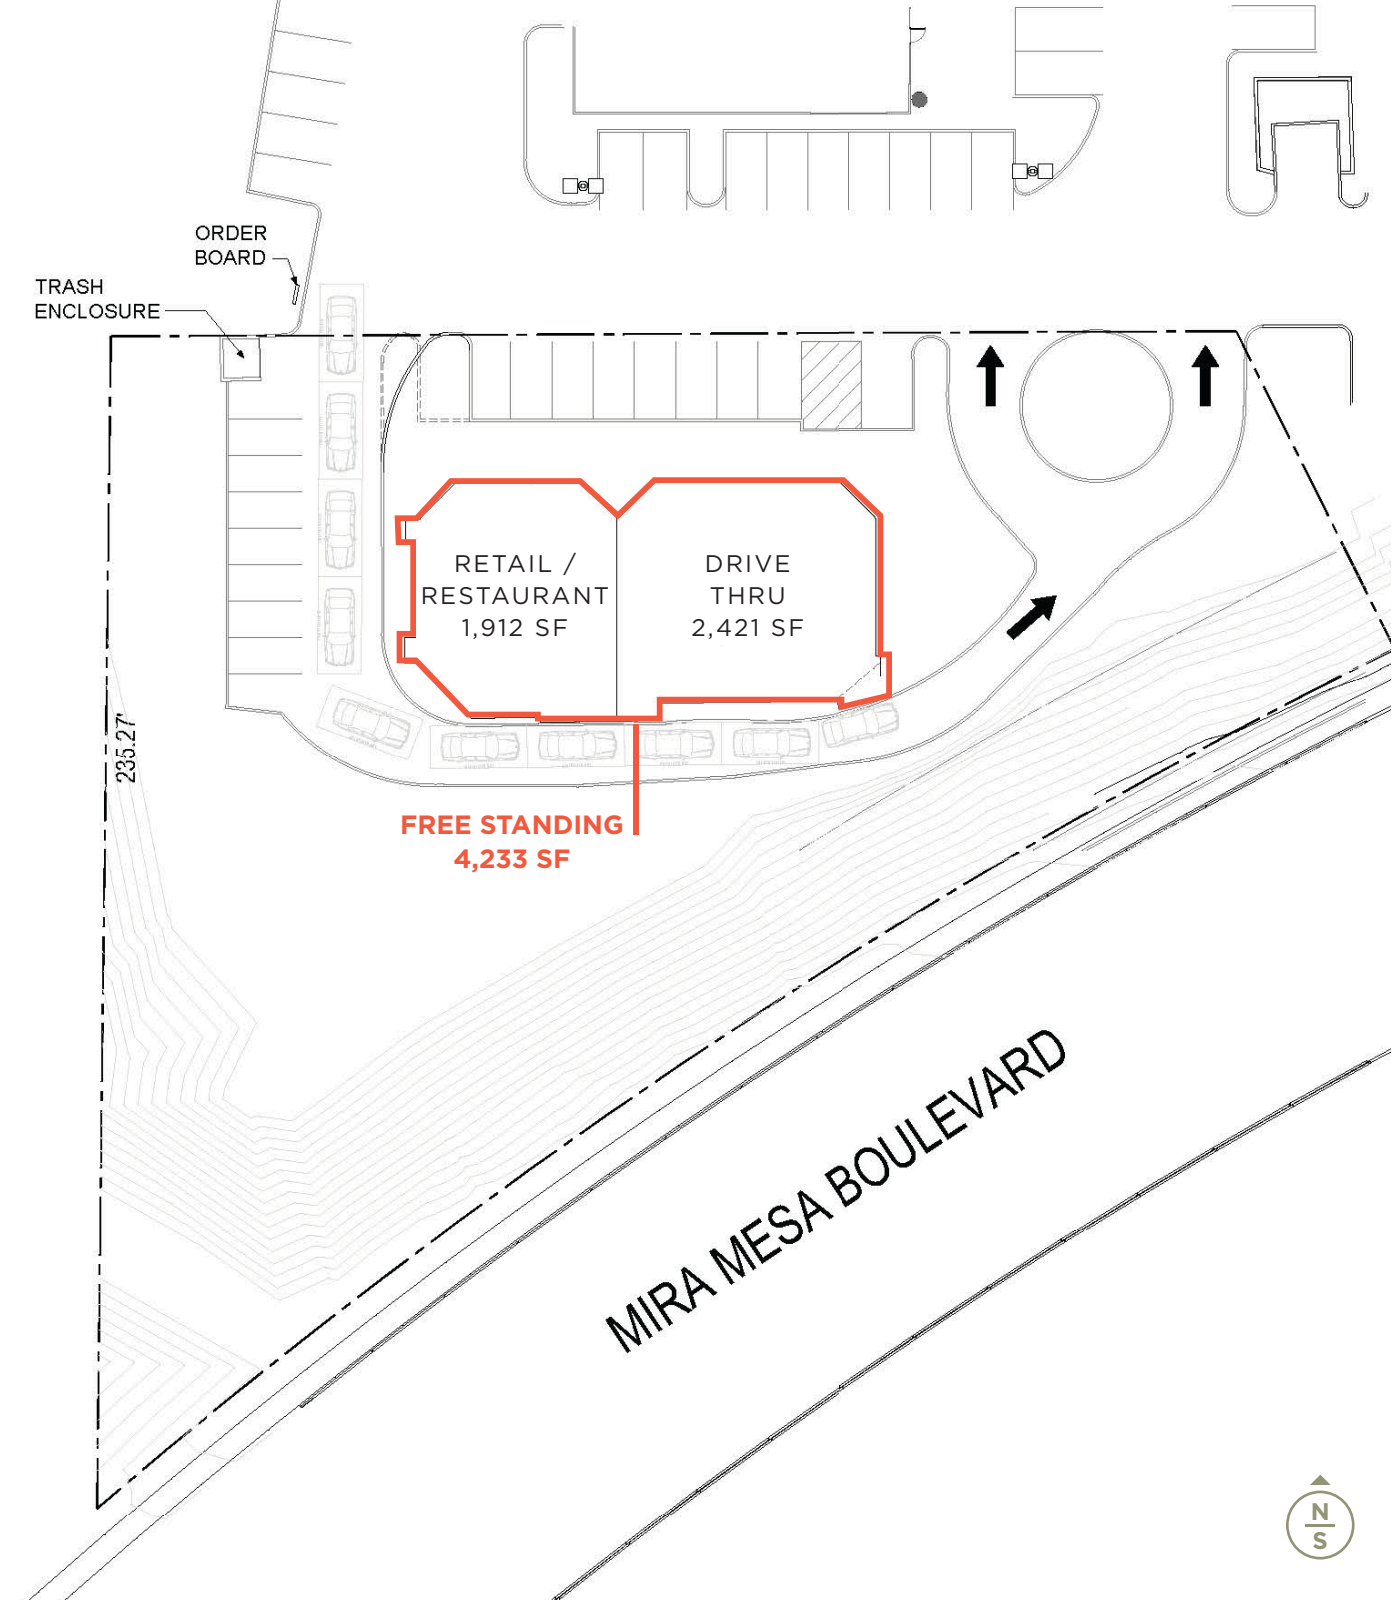 ORDER
BOARD
TRASH
ENCLOSURE
RETAIL /
RESTAURANT
1,912 SF
DRIVE
THRU
2,421 SF
235.27'
FREE STANDING
4,233 SF
MIRA MESA BOULEVARD
N
S